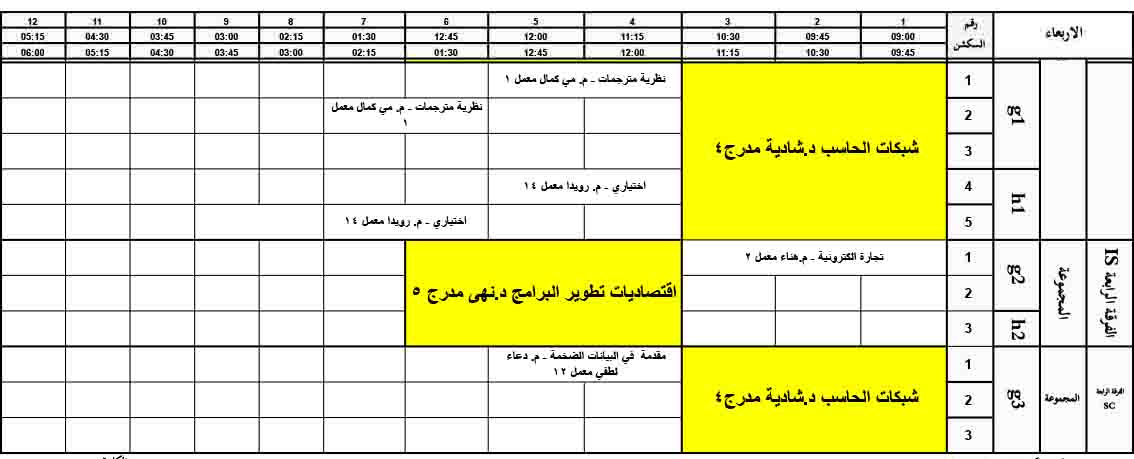 الاربعاء رقم السكشن 1 2 3 4 5 6 7 8 9 10 11 12
09:00 09:45 10:30 11:15 12:00 12:45 01:30 02:15 03:00 03:45 04:30 05:15
09:45 10:30 11:15 12:00 12:45 01:30 02:15 03:00 03:45 04:30 05:15 06:00
g1
1 نظرية مترجمات - م. مي كمال معمل ١
2 نظرية مترجمات - م. مي كمال معمل
١
3
شبكات الحاسب د.شادية مدرج٤
h1
4 اختياري - م. رويدا معمل ١٤
5 اختياري - م. رويدا معمل ١٤
الفرقة الرابعة IS
المجموعة
g2
1 تجارة الكترونية - م.هناء معمل ٢
2
اقتصاديات تطوير البرامج د.نهى مدرج ٥
h2
3
الفرقة الرابعة
SC
المجموعة
g3
1 مقدمة في البيانات الضخمة - م. دعاء
لطفي معمل ١٢
2
شبكات الحاسب د.شادية مدرج٤
3